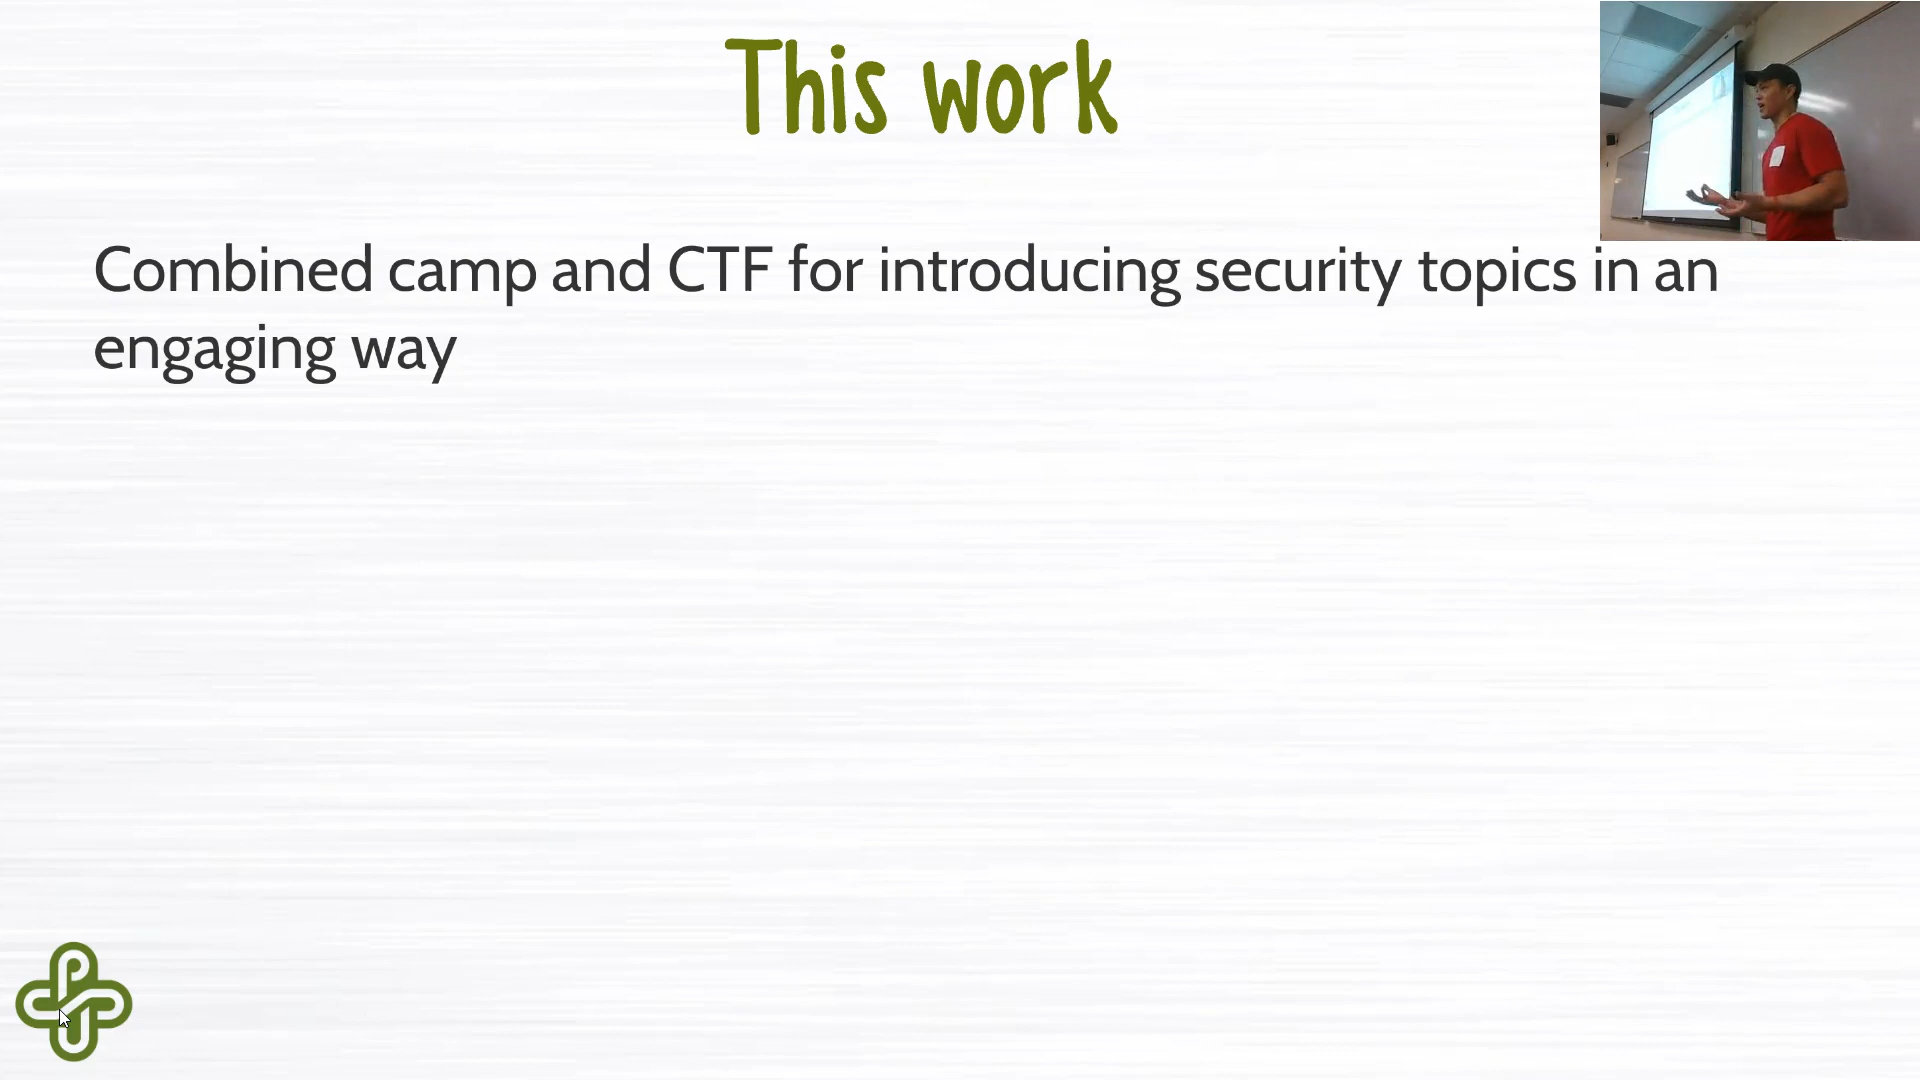 This work
Combined camp and CTF for introducing security topics in an
engaging way